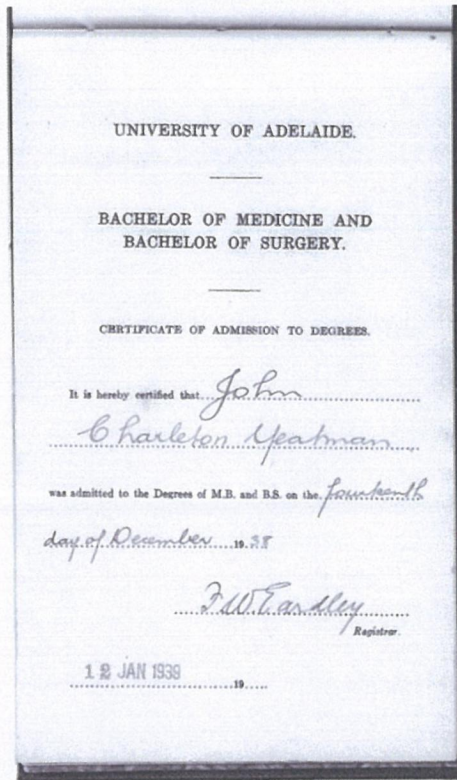 UNIVERSITY OF ADELAIDE.
BACHELOR OF MEDICINE AND
BACHELOR OF SURGERY.
CERTIFICATE OF ADMISSION TO DEGREES.
It is hereby certified that John
Charleton Yeatman
was admitted to the Degrees of M.B. and B.S. on the fourteenth
day of December 1938
F W Eardley
Registrar.
12 JAN 1939
19